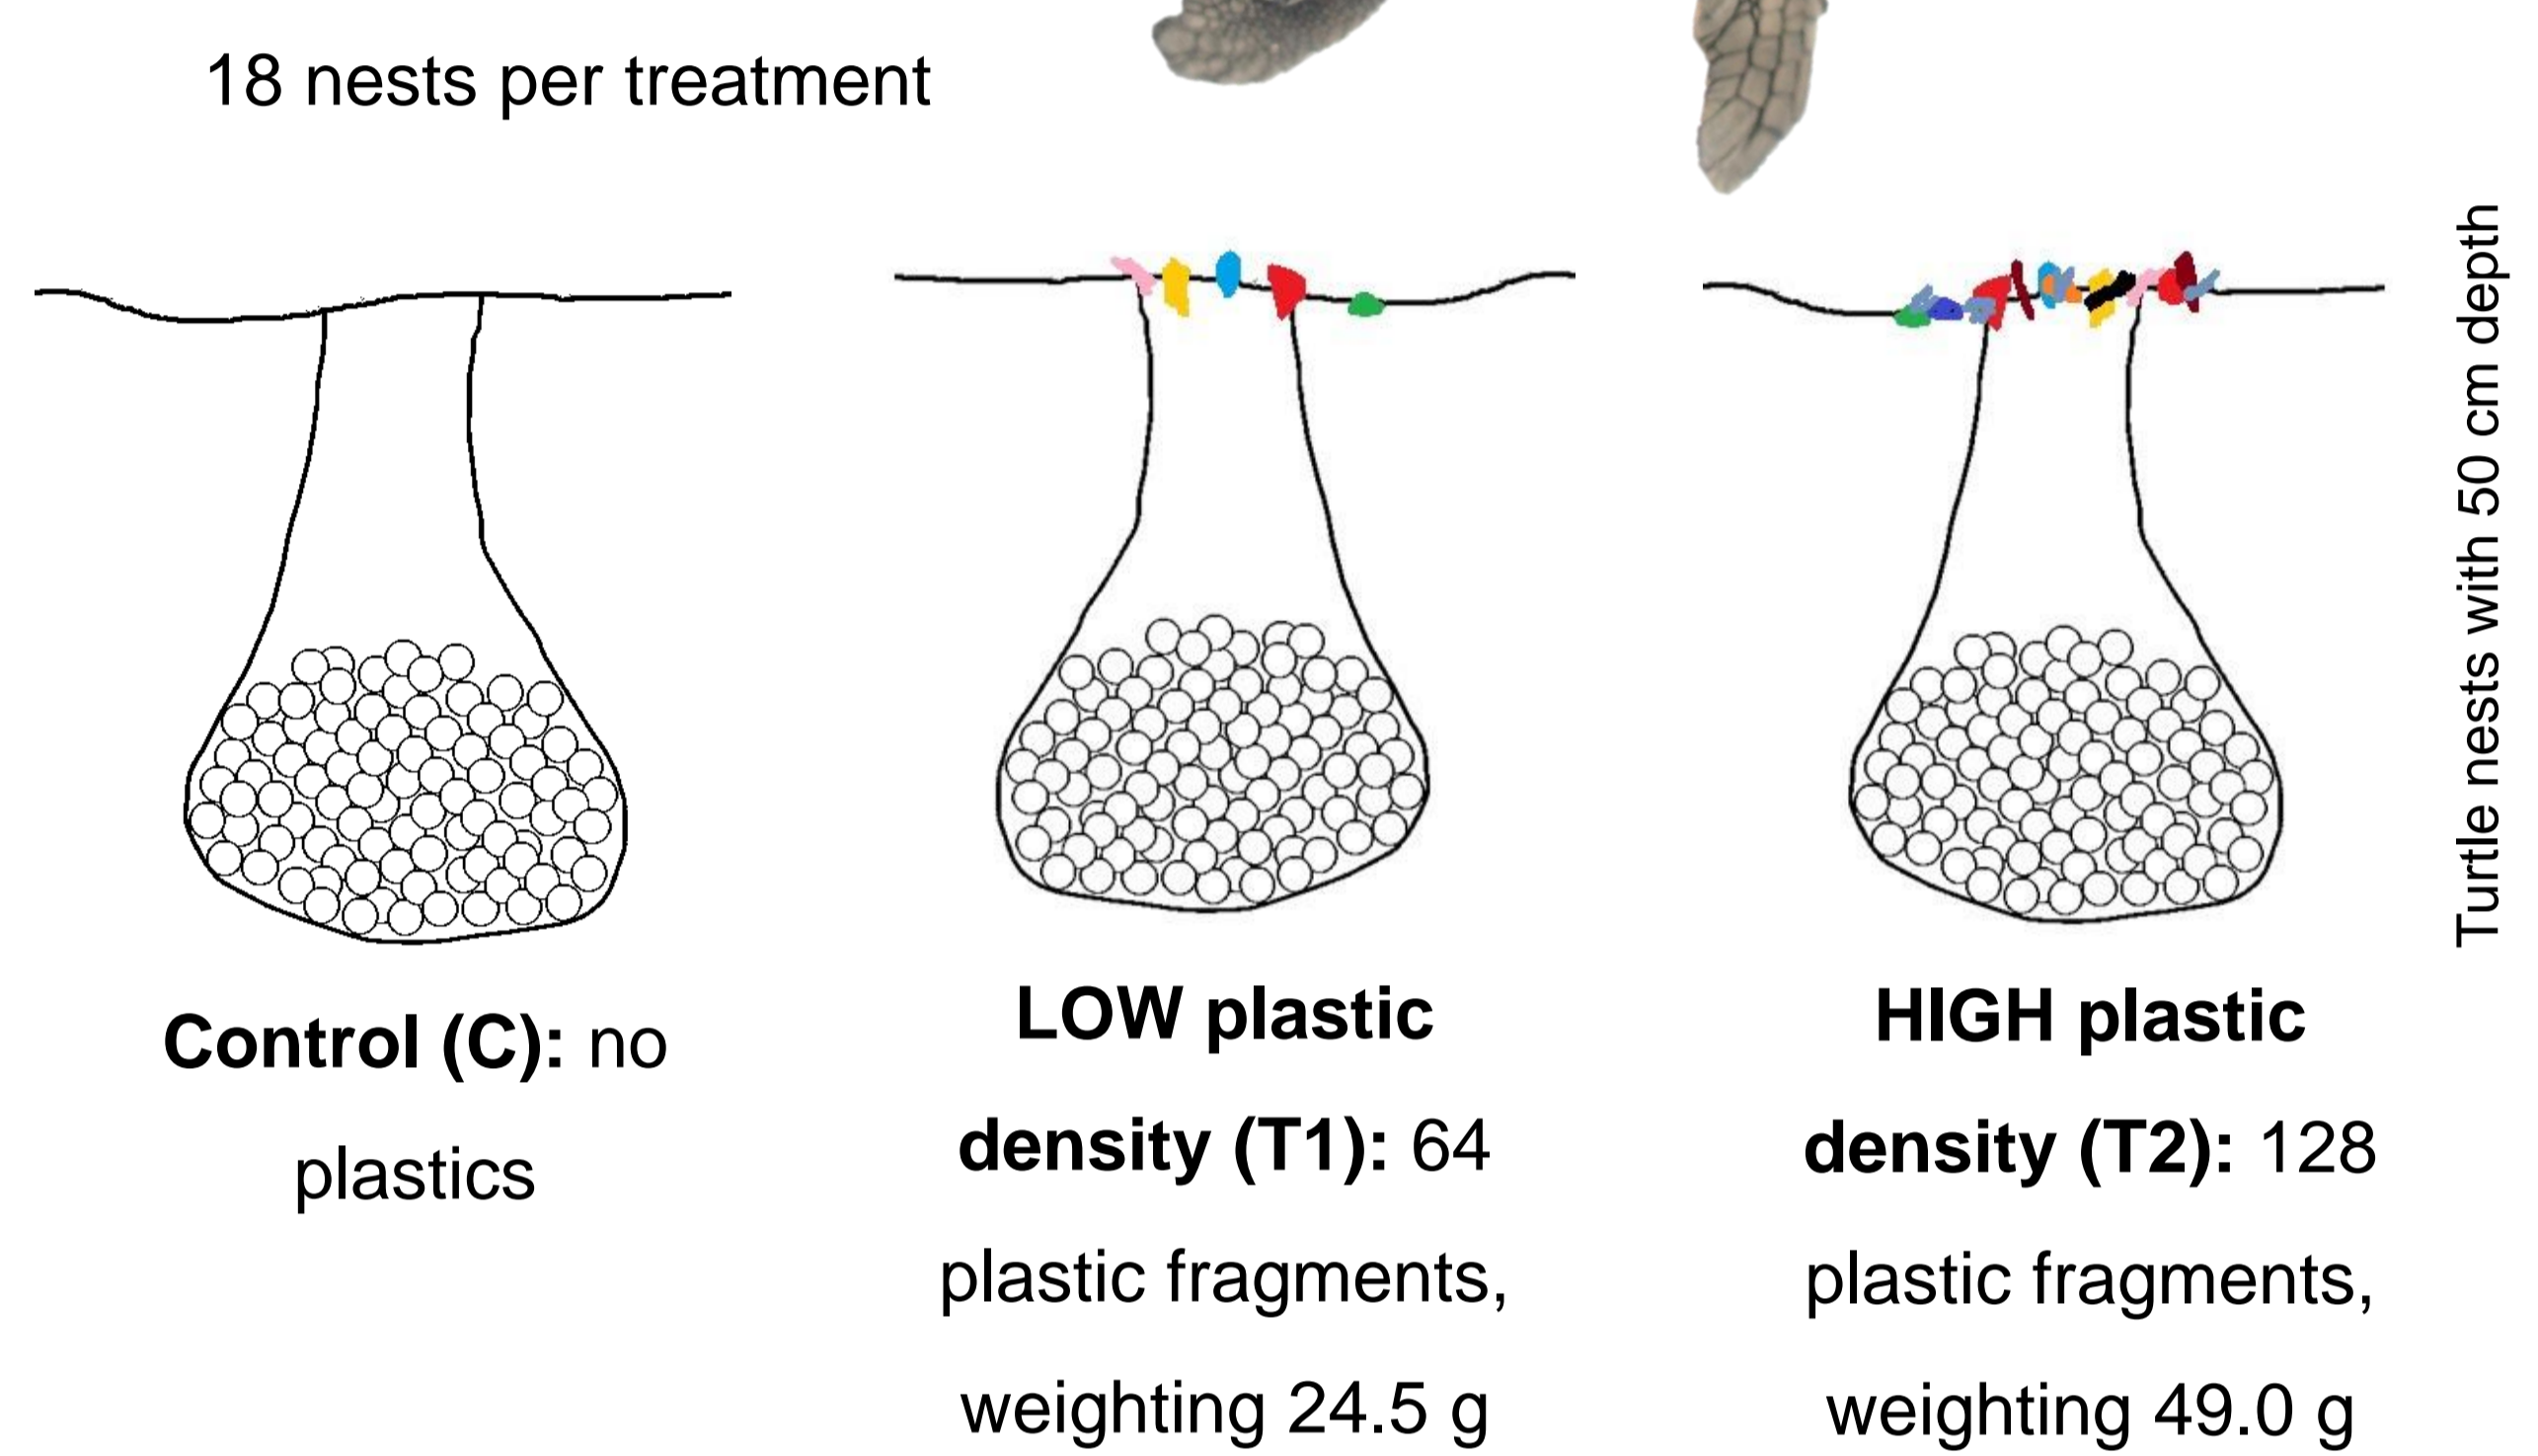 18 nests per treatment
Turtle nests with 50 cm depth
Control (C): no
plastics
LOW plastic
density (T1): 64
plastic fragments,
weighting 24.5 g
HIGH plastic
density (T2): 128
plastic fragments,
weighting 49.0 g